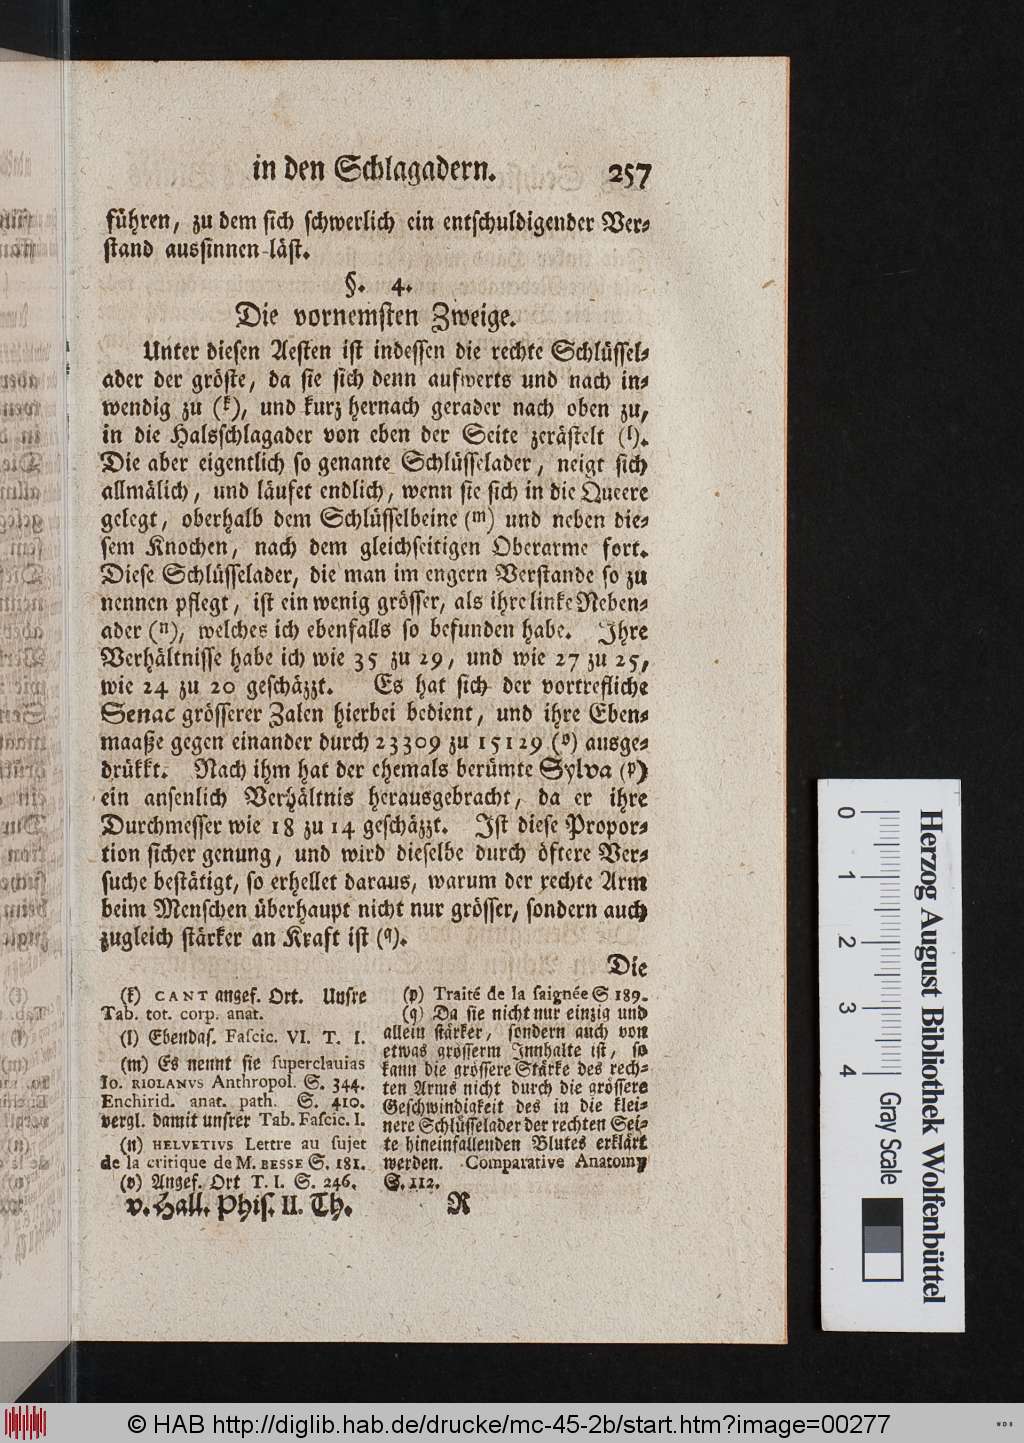 in den Schlagadern. 257
führen, zu dem sich schwerlich ein entschuldigender Ver-
stand aussinnen läst.
§. 4.
Die vornemsten Zweige.
Unter diesen Aesten ist indessen die rechte Schlüssel-
ader der gröste, da sie sich denn aufwerts und nach in-
wendig zu (k), und kurz hernach gerader nach oben zu,
in die Halsschlagader von eben der Seite zerästelt (l).
Die aber eigentlich so genante Schlüsselader, neigt sich
allmälich, und läufet endlich, wenn sie sich in die Queere
gelegt, oberhalb dem Schlüsselbeine (m) und neben die-
sem Knochen, nach dem gleichseitigen Oberarme fort.
Diese Schlüsselader, die man im engern Verstande so zu
nennen pflegt, ist ein wenig grösser, als ihre linke Neben-
ader (n), welches ich ebenfalls so befunden habe. Ihre
Verhältnisse habe ich wie 35 zu 29, und wie 27 zu 25,
wie 24 zu 20 geschäzzt. Es hat sich der vortrefliche
Senac grösserer Zalen hierbei bedient, und ihre Eben-
maaße gegen einander durch 23309 zu 15129 (o) ausge-
drükkt. Nach ihm hat der ehemals berümte Sylva (p)
ein ansenlich Verhältnis herausgebracht, da er ihre
Durchmesser wie 18 zu 14 geschäzzt. Ist diese Propor-
tion sicher genung, und wird dieselbe durch öftere Ver-
suche bestätigt, so erhellet daraus, warum der rechte Arm
beim Menschen überhaupt nicht nur grösser, sondern auch
zugleich stärker an Kraft ist (q).
Die
(k) CANT angef. Ort. Unsre
Tab. tot. corp. anat.
(l) Ebendas. Fascic. VI. T. I.
(m) Es nennt sie superclauias
Io. RIOLANVS Anthropol. S. 344.
Enchirid. anat. path. S. 410.
vergl. damit unsrer Tab. Fascic. I.
(n) HELVETIVS Lettre au sujet
de la critique de M. BESSE S. 181.
(o) Angef. Ort T. I. S. 246.
(p) Traité de la saignée S 189.
(q) Da sie nicht nur einzig und
allein stärker, sondern auch von
etwas grösserm Innhalte ist, so
kann die grössere Stärke des rech-
ten Arms nicht durch die grössere
Geschwindigkeit des in die klei-
nere Schlüsselader der rechten Sei-
te hineinfallenden Blutes erklärt
werden. Comparative Anatomy
S. 112.
v. Hall. Phis. II. Th. R
0 1 2 3 4 Gray Scale
Herzog August Bibliothek Wolfenbüttel
© HAB http://diglib.hab.de/drucke/mc-45-2b/start.htm?image=00277